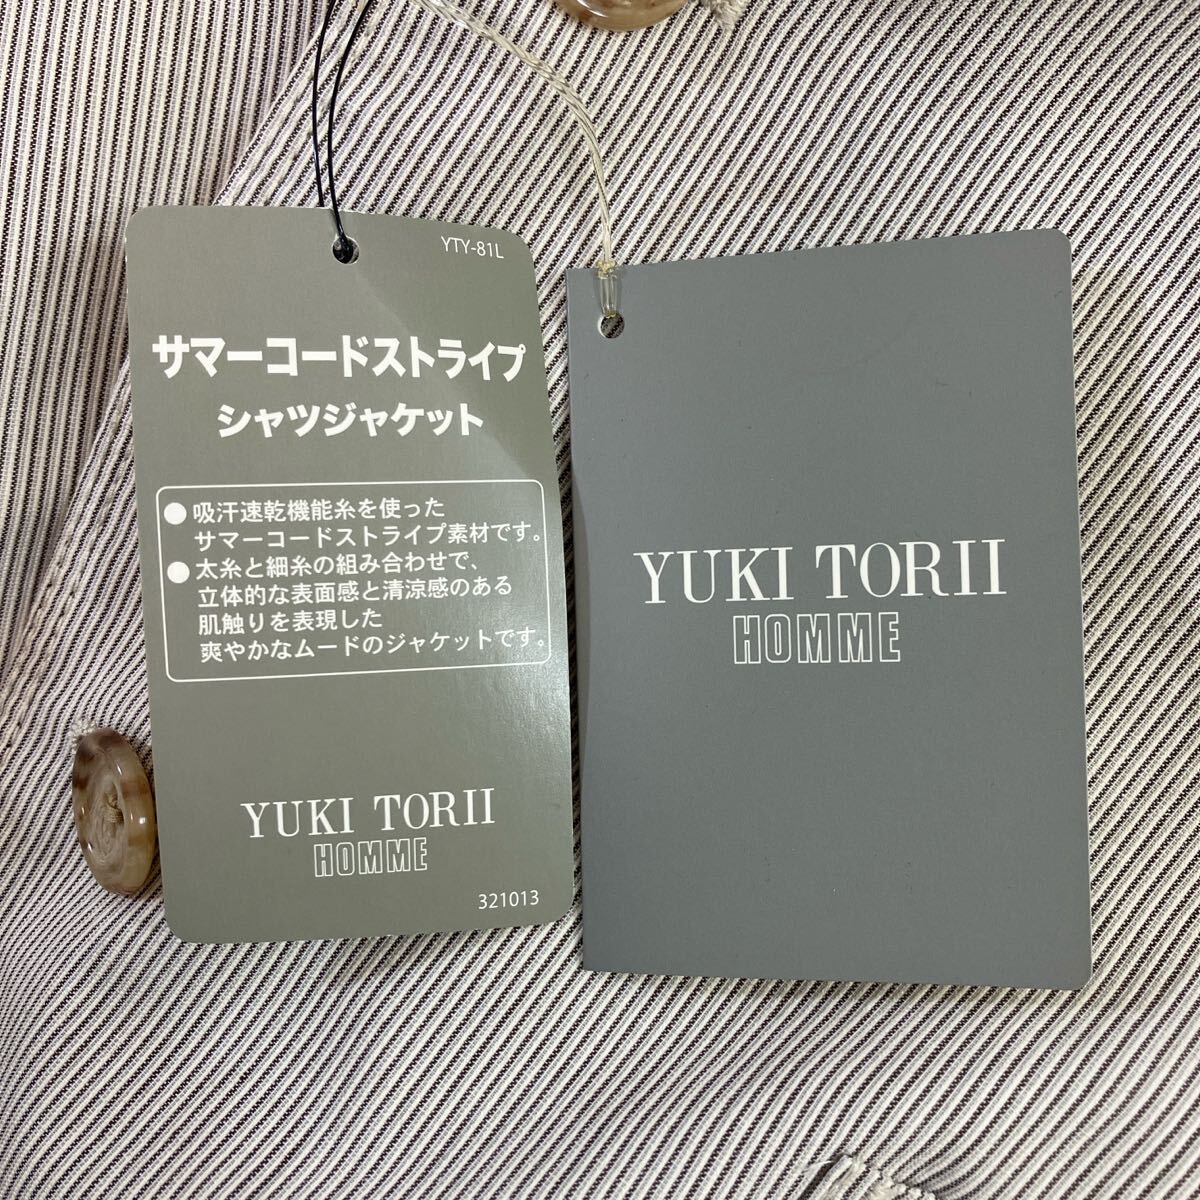 YTY-81L
サマーコードストライプ
シャツジャケット
● 吸汗速乾機能糸を使った
サマーコードストライプ素材です。
● 太糸と細糸の組み合わせで、
立体的な表面感と清涼感のある
肌触りを表現した
爽やかなムードのジャケットです。
YUKI TORII
HOMME
321013
YUKI TORII
HOMME